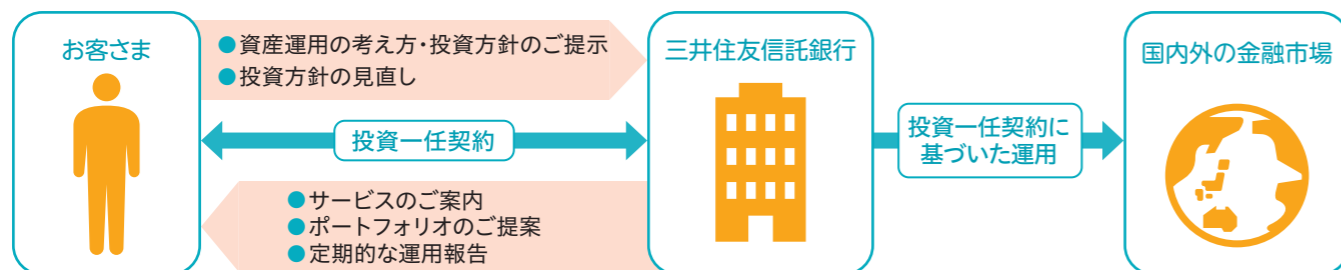 お客さま
●資産運用の考え方・投資方針のご提示
●投資方針の見直し
投資一任契約
●サービスのご案内
●ポートフォリオのご提案
●定期的な運用報告
三井住友信託銀行
投資一任契約に
基づいた運用
国内外の金融市場